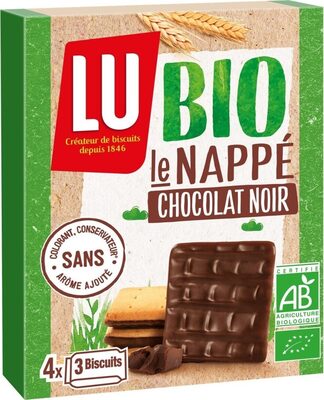 LU
Créateur de biscuits
depuis 1846
BIO
le NAPPÉ
CHOCOLAT NOIR
COLORANT, CONSERVATEUR
SANS
ARÔME AJOUTÉ
4x
3 Biscuits
CERTIFIÉ
AB
AGRICULTURE
BIOLOGIQUE